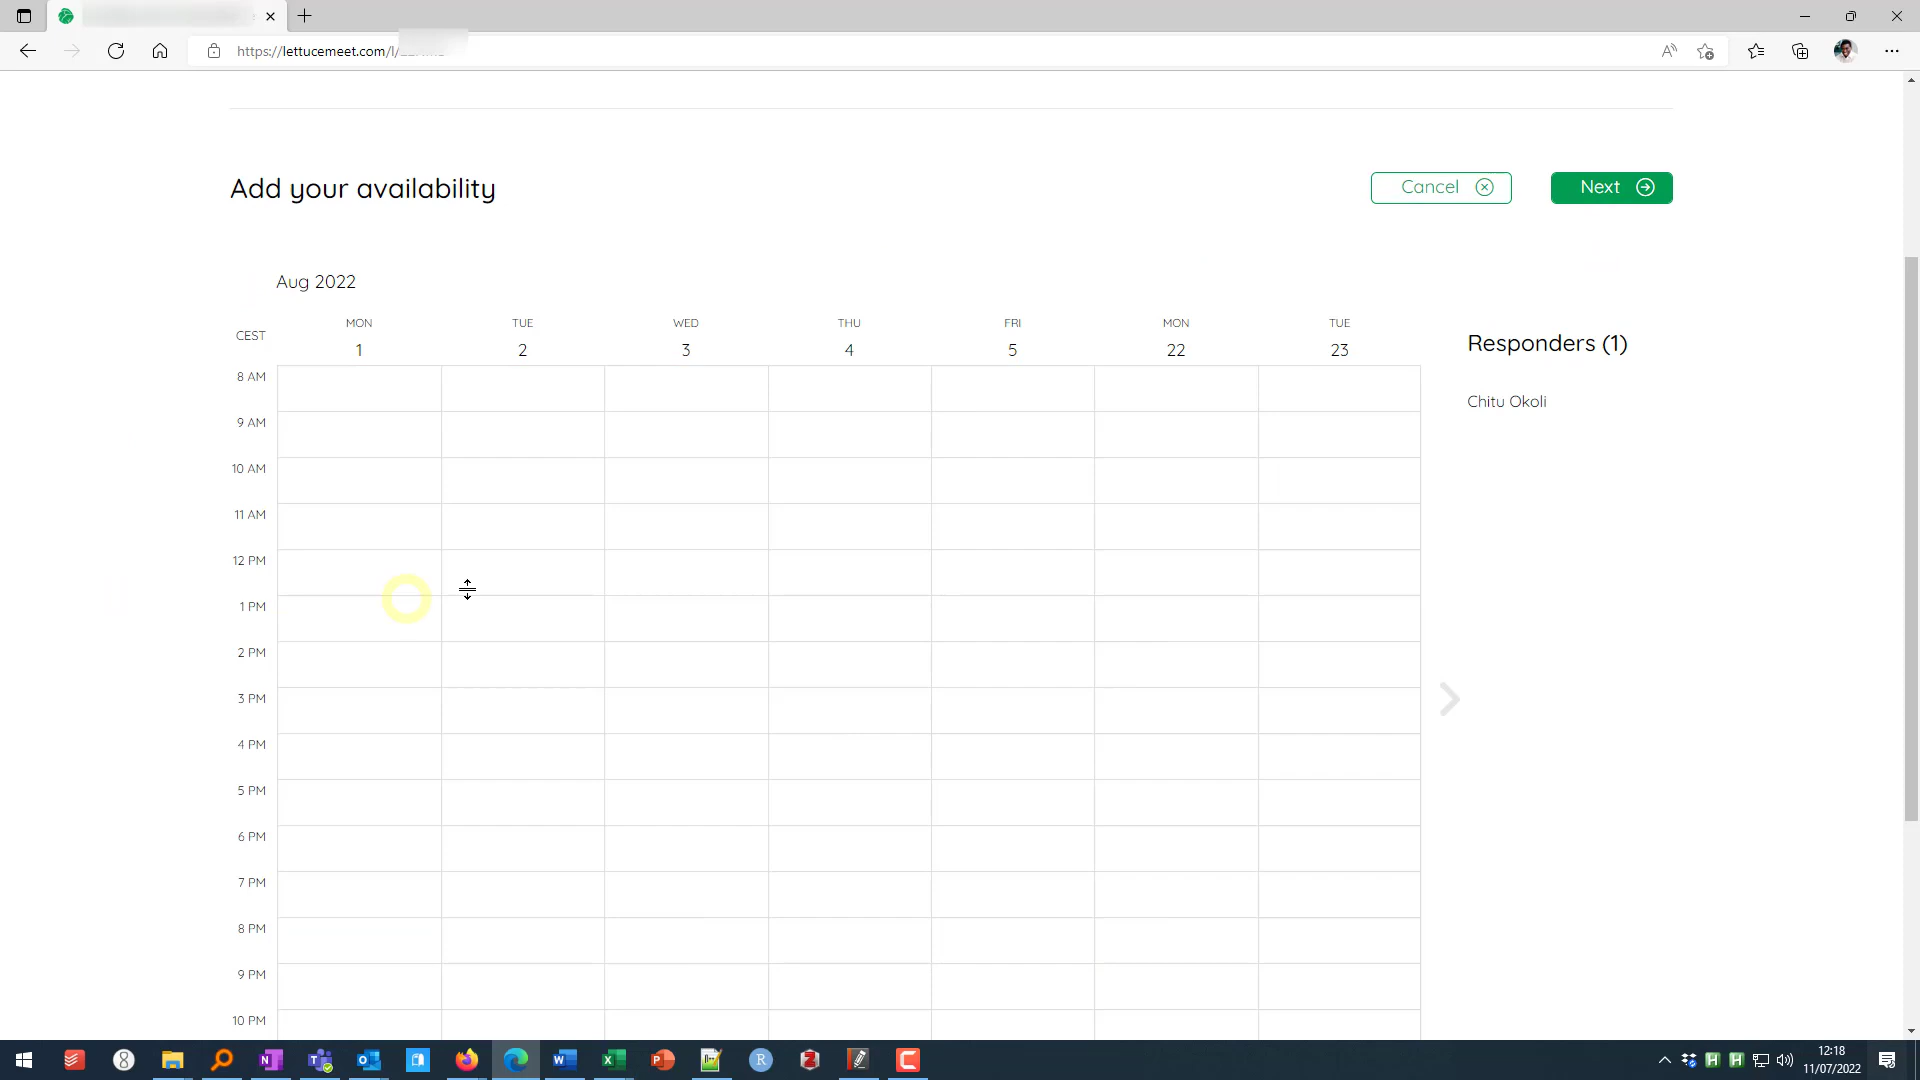 https://lettucemeet.com/l/
Add your availability
Cancel
Next
Aug 2022
CEST
MON TUE WED THU FRI MON TUE
1 2 3 4 5 22 23
Responders (1)
Chitu Okoli
8 AM
9 AM
10 AM
11 AM
12 PM
1 PM
2 PM
3 PM
4 PM
5 PM
6 PM
7 PM
8 PM
9 PM
10 PM
12:18
11/07/2022